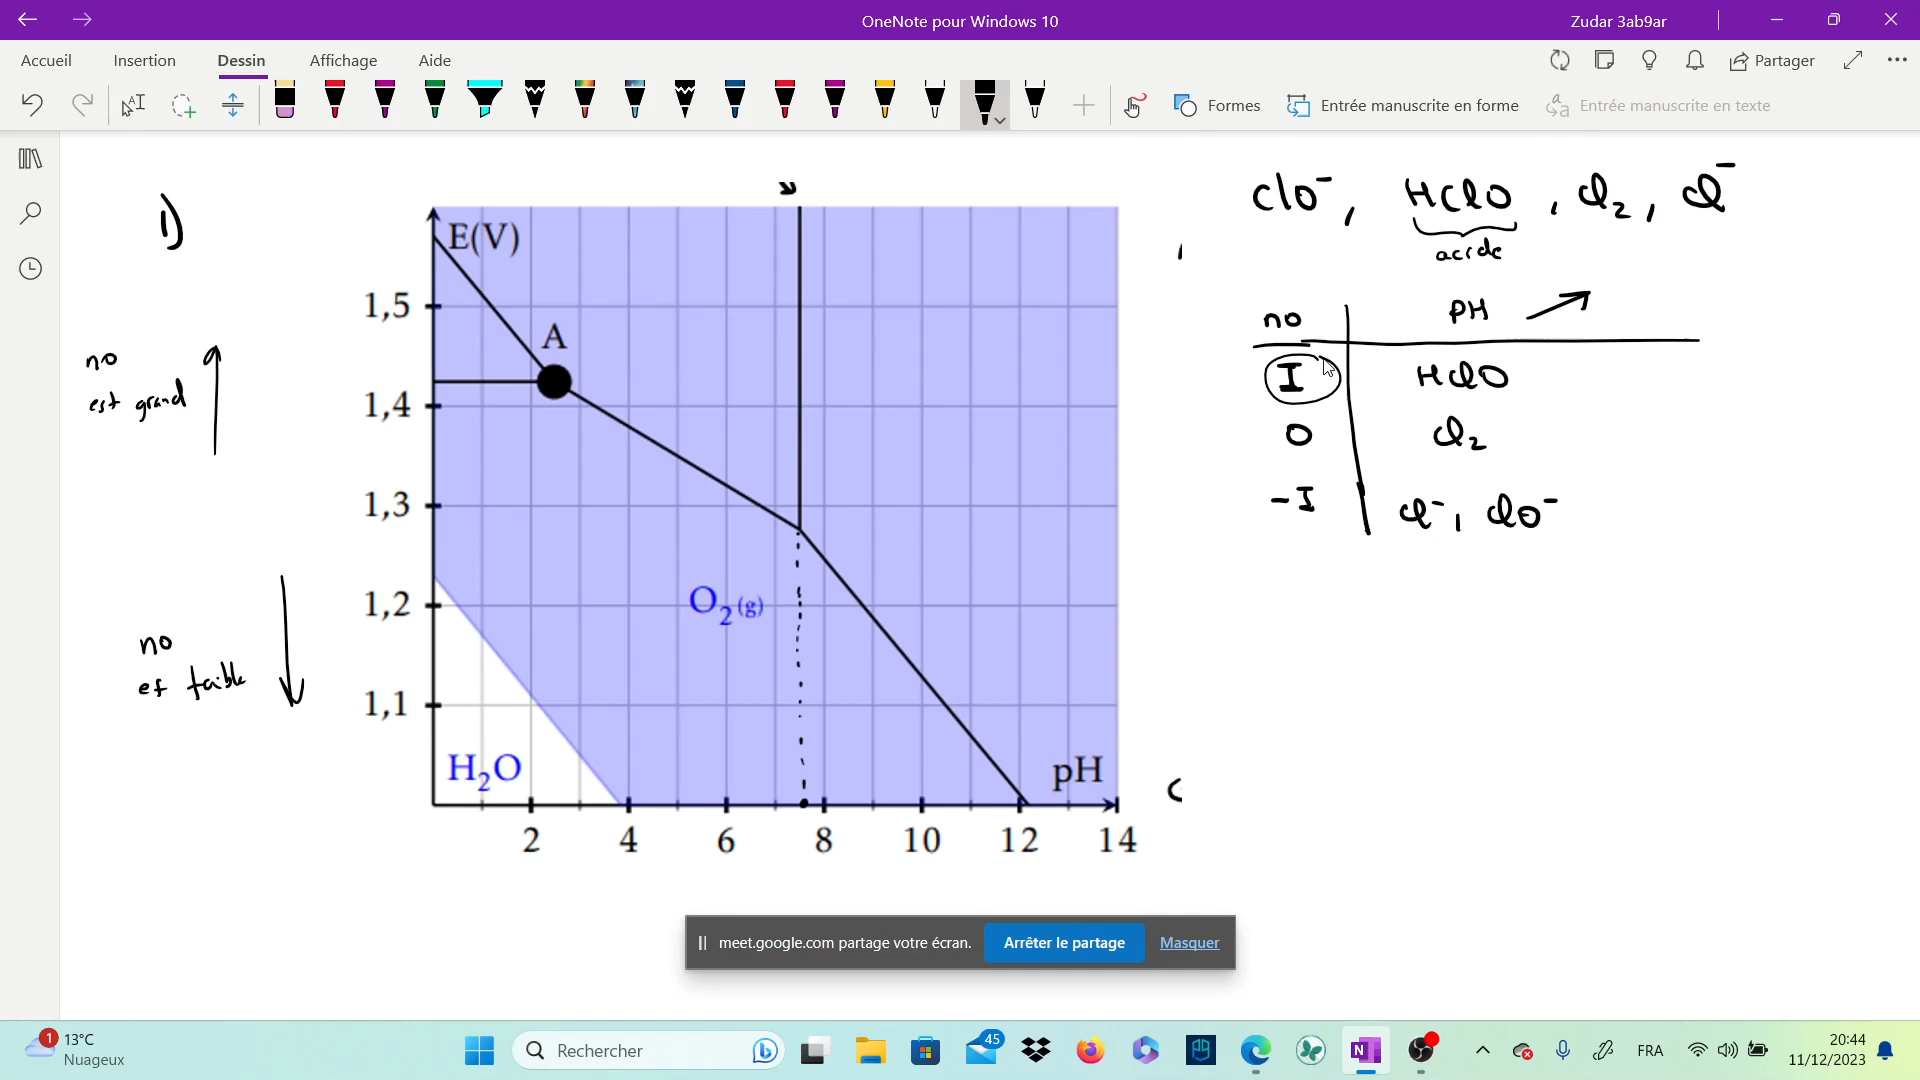 OneNote pour Windows 10
Zudar 3ab9ar
Accueil Insertion Dessin Affichage Aide
Partager
Formes Entrée manuscrite en forme Entrée manuscrite en texte
1)
no
est grand
no
est faible
E(V)
A
1,5
1,4
1,3
1,2
1,1
O2 (g)
H2O
pH
2 4 6 8 10 12 14
ClO⁻, HClO, Cl2, Cl⁻
acide
no PH
I HClO
O Cl2
-I Cl⁻, ClO⁻
meet.google.com partage votre écran. Arrêter le partage Masquer
1
13°C
Nuageux
Rechercher
45
FRA
20:44
11/12/2023